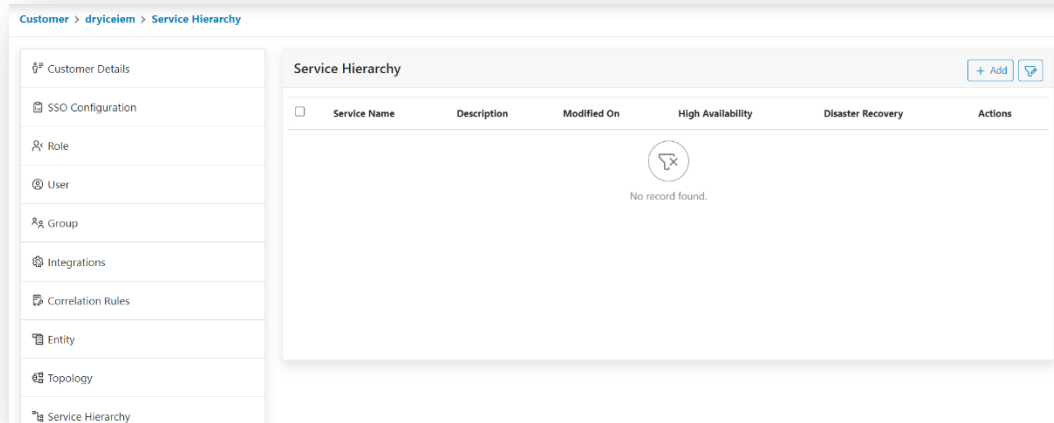 Customer > dryiceiem > Service Hierarchy
Customer Details
SSO Configuration
Role
User
Group
Integrations
Correlation Rules
Entity
Topology
Service Hierarchy
Service Hierarchy
+ Add
Service Name Description Modified On High Availability Disaster Recovery Actions
No record found.